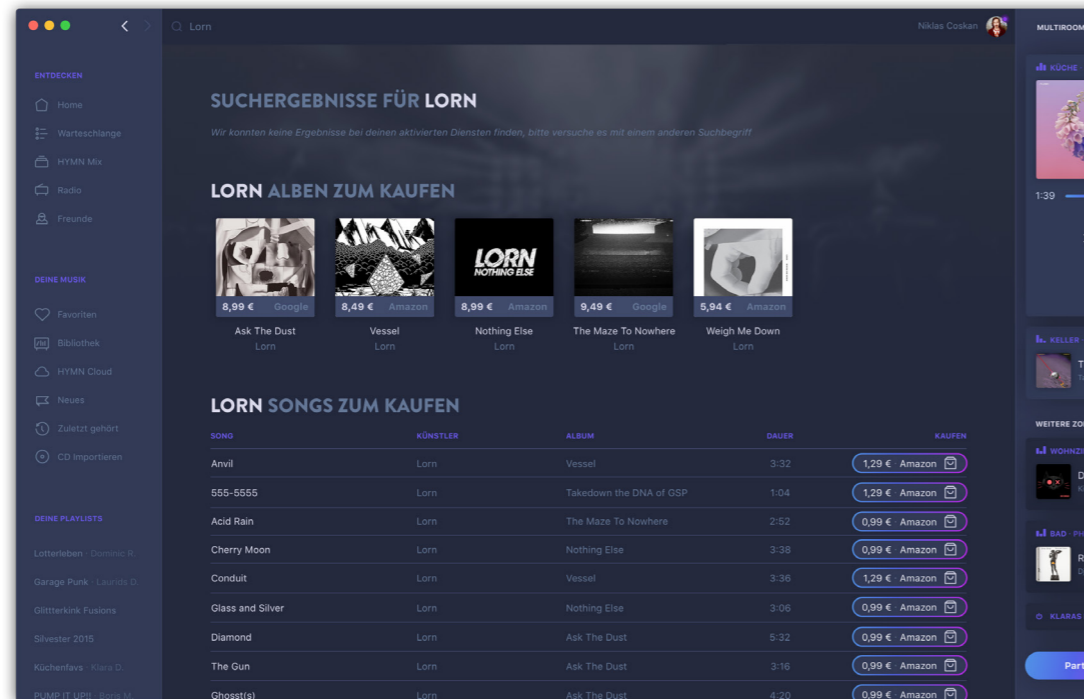 Lorn
Niklas Coskan
ENTDECKEN
Home
Warteschlange
HYMN Mix
Radio
Freunde
DEINE MUSIK
Favoriten
Bibliothek
HYMN Cloud
Neues
Zuletzt gehört
CD Importieren
DEINE PLAYLISTS
Lotterleben · Dominic R.
Garage Punk · Laurids D.
Glittterkink Fusions
Silvester 2015
Küchenfavs · Klara D.
PUMP IT UP!! · Boris M.
SUCHERGEBNISSE FÜR LORN
Wir konnten keine Ergebnisse bei deinen aktivierten Diensten finden, bitte versuche es mit einem anderen Suchbegriff
LORN ALBEN ZUM KAUFEN
LORN
NOTHING ELSE
8,99 € Google
8,49 € Amazon
8,99 € Amazon
9,49 € Google
5,94 € Amazon
Ask The Dust
Lorn
Vessel
Lorn
Nothing Else
Lorn
The Maze To Nowhere
Lorn
Weigh Me Down
Lorn
LORN SONGS ZUM KAUFEN
SONG KÜNSTLER ALBUM DAUER KAUFEN
Anvil Lorn Vessel 3:32 1,29 € · Amazon
555-5555 Lorn Takedown the DNA of GSP 1:04 1,29 € · Amazon
Acid Rain Lorn The Maze To Nowhere 2:52 0,99 € · Amazon
Cherry Moon Lorn Nothing Else 3:38 0,99 € · Amazon
Conduit Lorn Vessel 3:36 1,29 € · Amazon
Glass and Silver Lorn Nothing Else 3:06 0,99 € · Amazon
Diamond Lorn Ask The Dust 5:32 0,99 € · Amazon
The Gun Lorn Ask The Dust 3:16 0,99 € · Amazon
Ghosst(s) Lorn Ask The Dust 4:20 0,99 € · Amazon
MULTIROOM
KÜCHE ·
1:39
KELLER ·
T
WEITERE ZO
WOHNZI
D
BAD · PH
R
KLARAS
Part